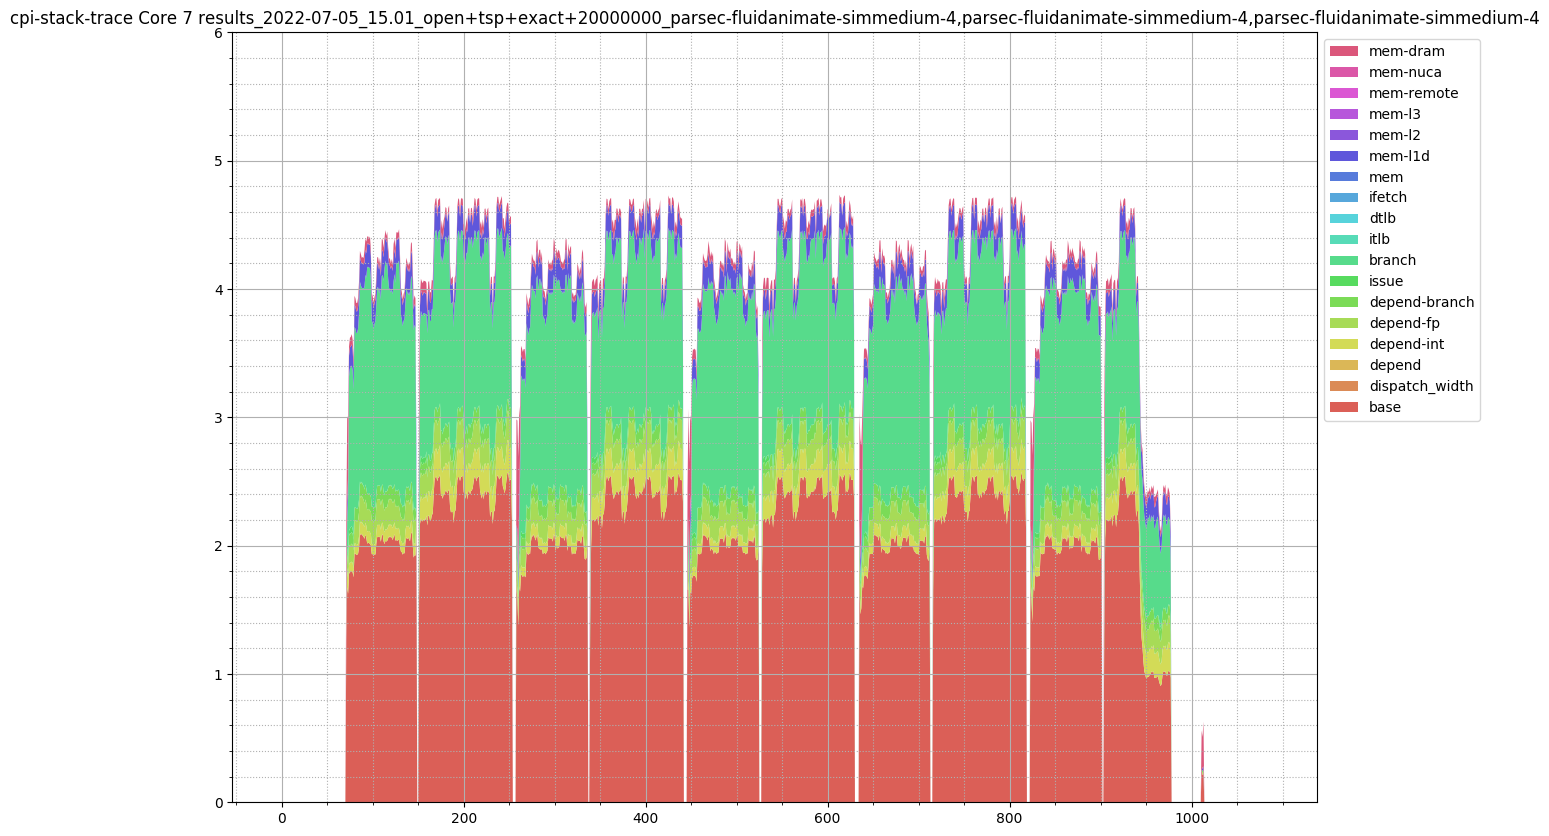 cpi-stack-trace Core 7 results_2022-07-05_15.01_open+tsp+exact+20000000_parsec-fluidanimate-simmedium-4,parsec-fluidanimate-simmedium-4,parsec-fluidanimate-simmedium-4
6
5
4
3
2
1
0
0 200 400 600 800 1000
mem-dram
mem-nuca
mem-remote
mem-l3
mem-l2
mem-l1d
mem
ifetch
dtlb
itlb
branch
issue
depend-branch
depend-fp
depend-int
depend
dispatch_width
base